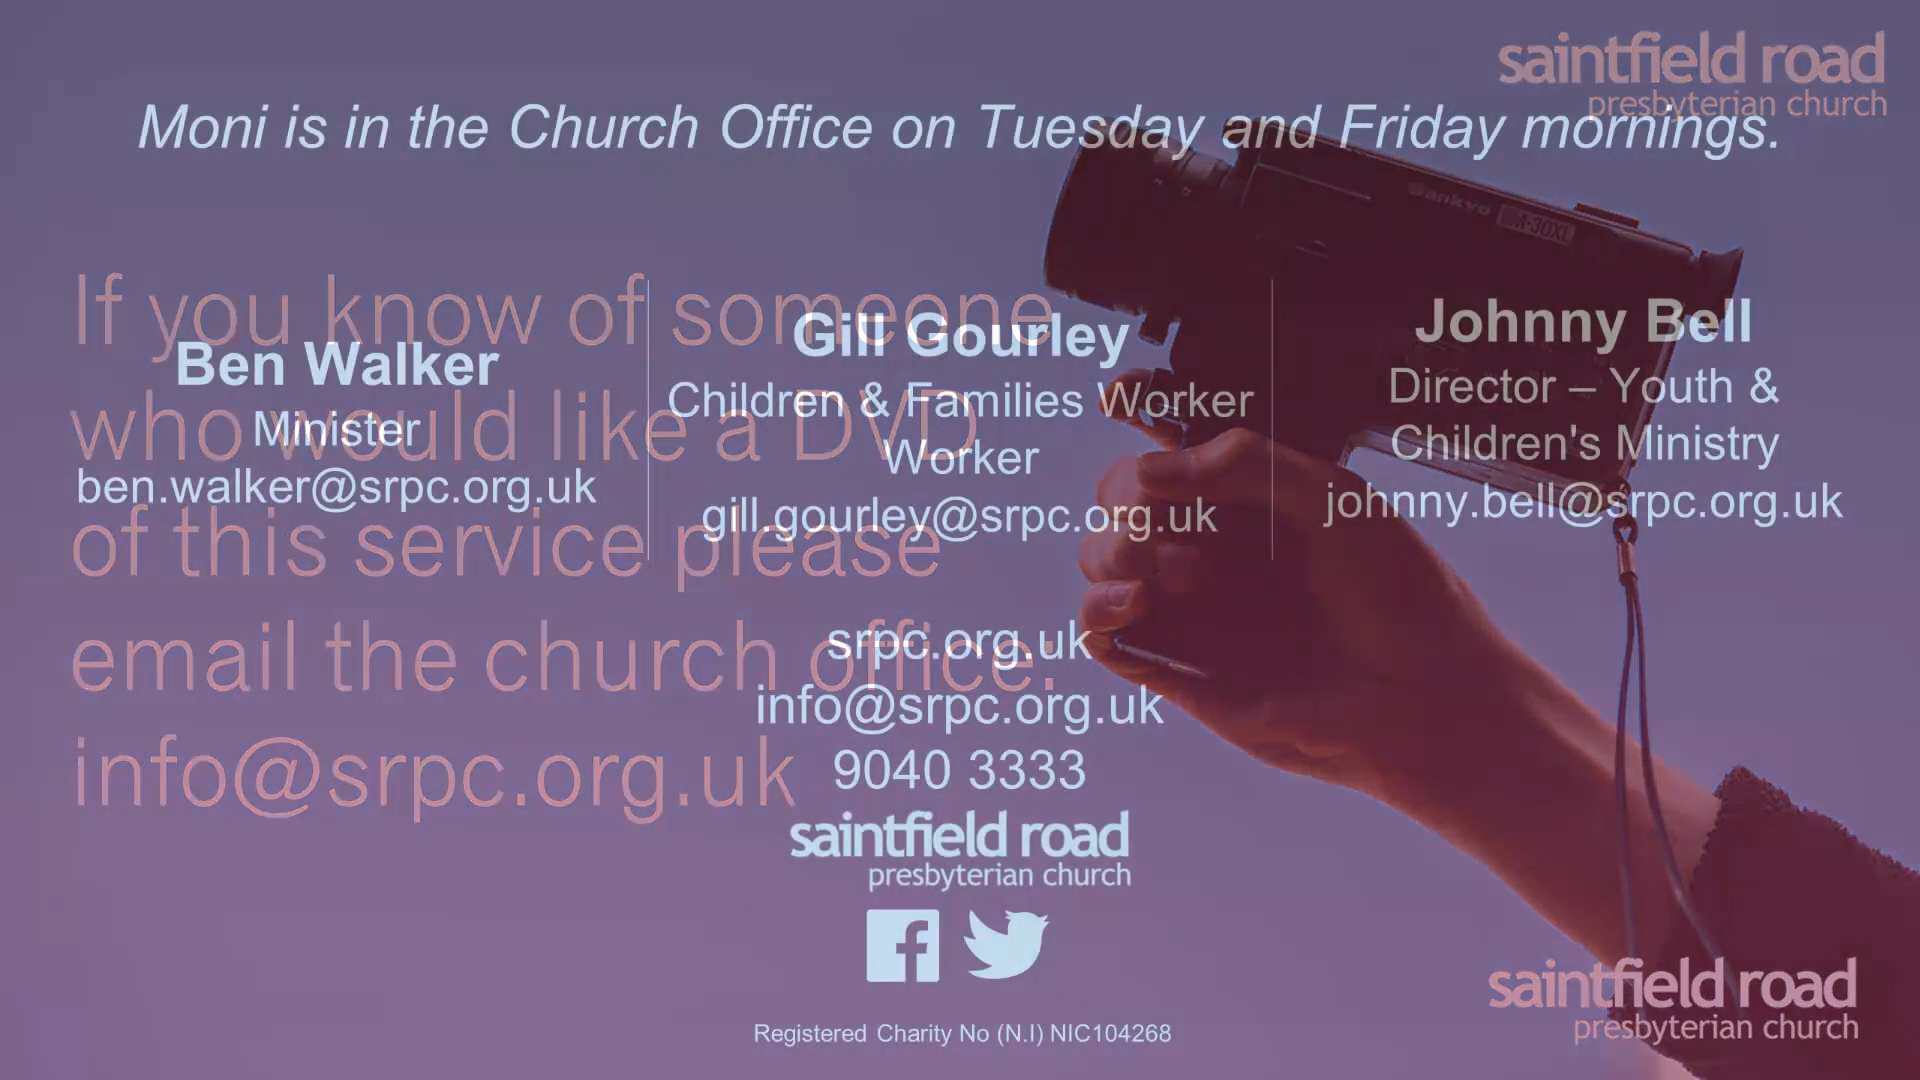 saintfield road
presbyterian church
Moni is in the Church Office on Tuesday and Friday mornings.
Sankyo
If you know of someone
who would like a DVD
of this service please
email the church office:
info@srpc.org.uk
Ben Walker
Minister
ben.walker@srpc.org.uk
Gill Gourley
Children & Families Worker
Worker
gill.gourley@srpc.org.uk
Johnny Bell
Director – Youth &
Children's Ministry
johnny.bell@srpc.org.uk
srpc.org.uk
info@srpc.org.uk
9040 3333
saintfield road
presbyterian church
Registered Charity No (N.I) NIC104268
saintfield road
presbyterian church